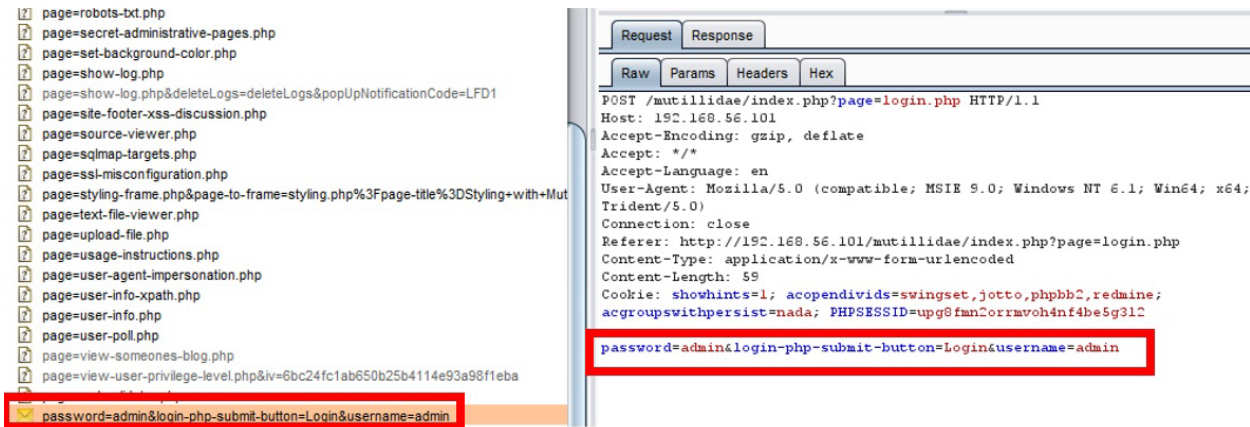 page=robots-txt.php
page=secret-administrative-pages.php
page=set-background-color.php
page=show-log.php
page=show-log.php&deleteLogs=deleteLogs&popUpNotificationCode=LFD1
page=site-footer-xss-discussion.php
page=source-viewer.php
page=sqlmap-targets.php
page=ssl-misconfiguration.php
page=styling-frame.php&page-to-frame=styling.php%3Fpage-title%3DStyling+with+Mut
page=text-file-viewer.php
page=upload-file.php
page=usage-instructions.php
page=user-agent-impersonation.php
page=user-info-xpath.php
page=user-info.php
page=user-poll.php
page=view-someones-blog.php
page=view-user-privilege-level.php&iv=6bc24fc1ab650b25b4114e93a98f1eba
password=admin&login-php-submit-button=Login&username=admin
Request Response
Raw Params Headers Hex
POST /mutillidae/index.php?page=login.php HTTP/1.1
Host: 192.168.56.101
Accept-Encoding: gzip, deflate
Accept: */*
Accept-Language: en
User-Agent: Mozilla/5.0 (compatible; MSIE 9.0; Windows NT 6.1; Win64; x64;
Trident/5.0)
Connection: close
Referer: http://192.168.56.101/mutillidae/index.php?page=login.php
Content-Type: application/x-www-form-urlencoded
Content-Length: 59
Cookie: showhints=1; acopendivids=swingset,jotto,phpbb2,redmine;
acgroupswithpersist=nada; PHPSESSID=upg8fmn2orrmvoh4nf4be5g3l2
password=admin&login-php-submit-button=Login&username=admin